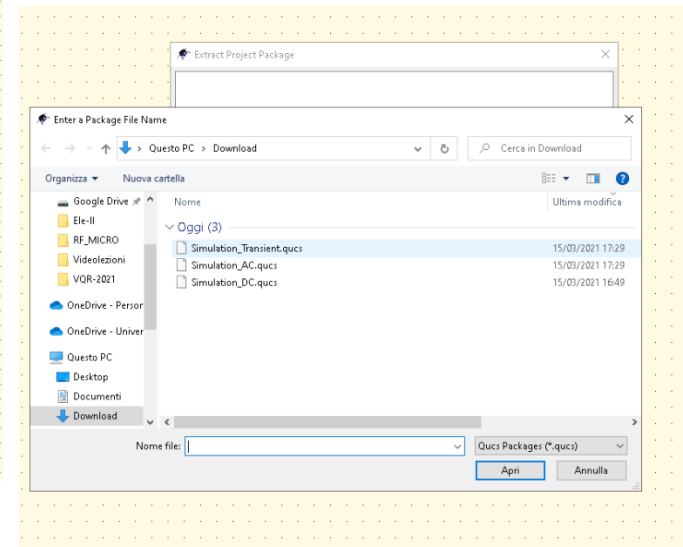 Extract Project Package
Enter a Package File Name
Questo PC > Download
Cerca in Download
Organizza
Nuova cartella
Google Drive
Ele-II
RF_MICRO
Videolezioni
VQR-2021
OneDrive - Person
OneDrive - Univer
Questo PC
Desktop
Documenti
Download
Nome Ultima modifica
Oggi (3)
Simulation_Transient.qucs 15/03/2021 17:29
Simulation_AC.qucs 15/03/2021 17:29
Simulation_DC.qucs 15/03/2021 16:49
Nome file:
Qucs Packages (*.qucs)
Apri Annulla